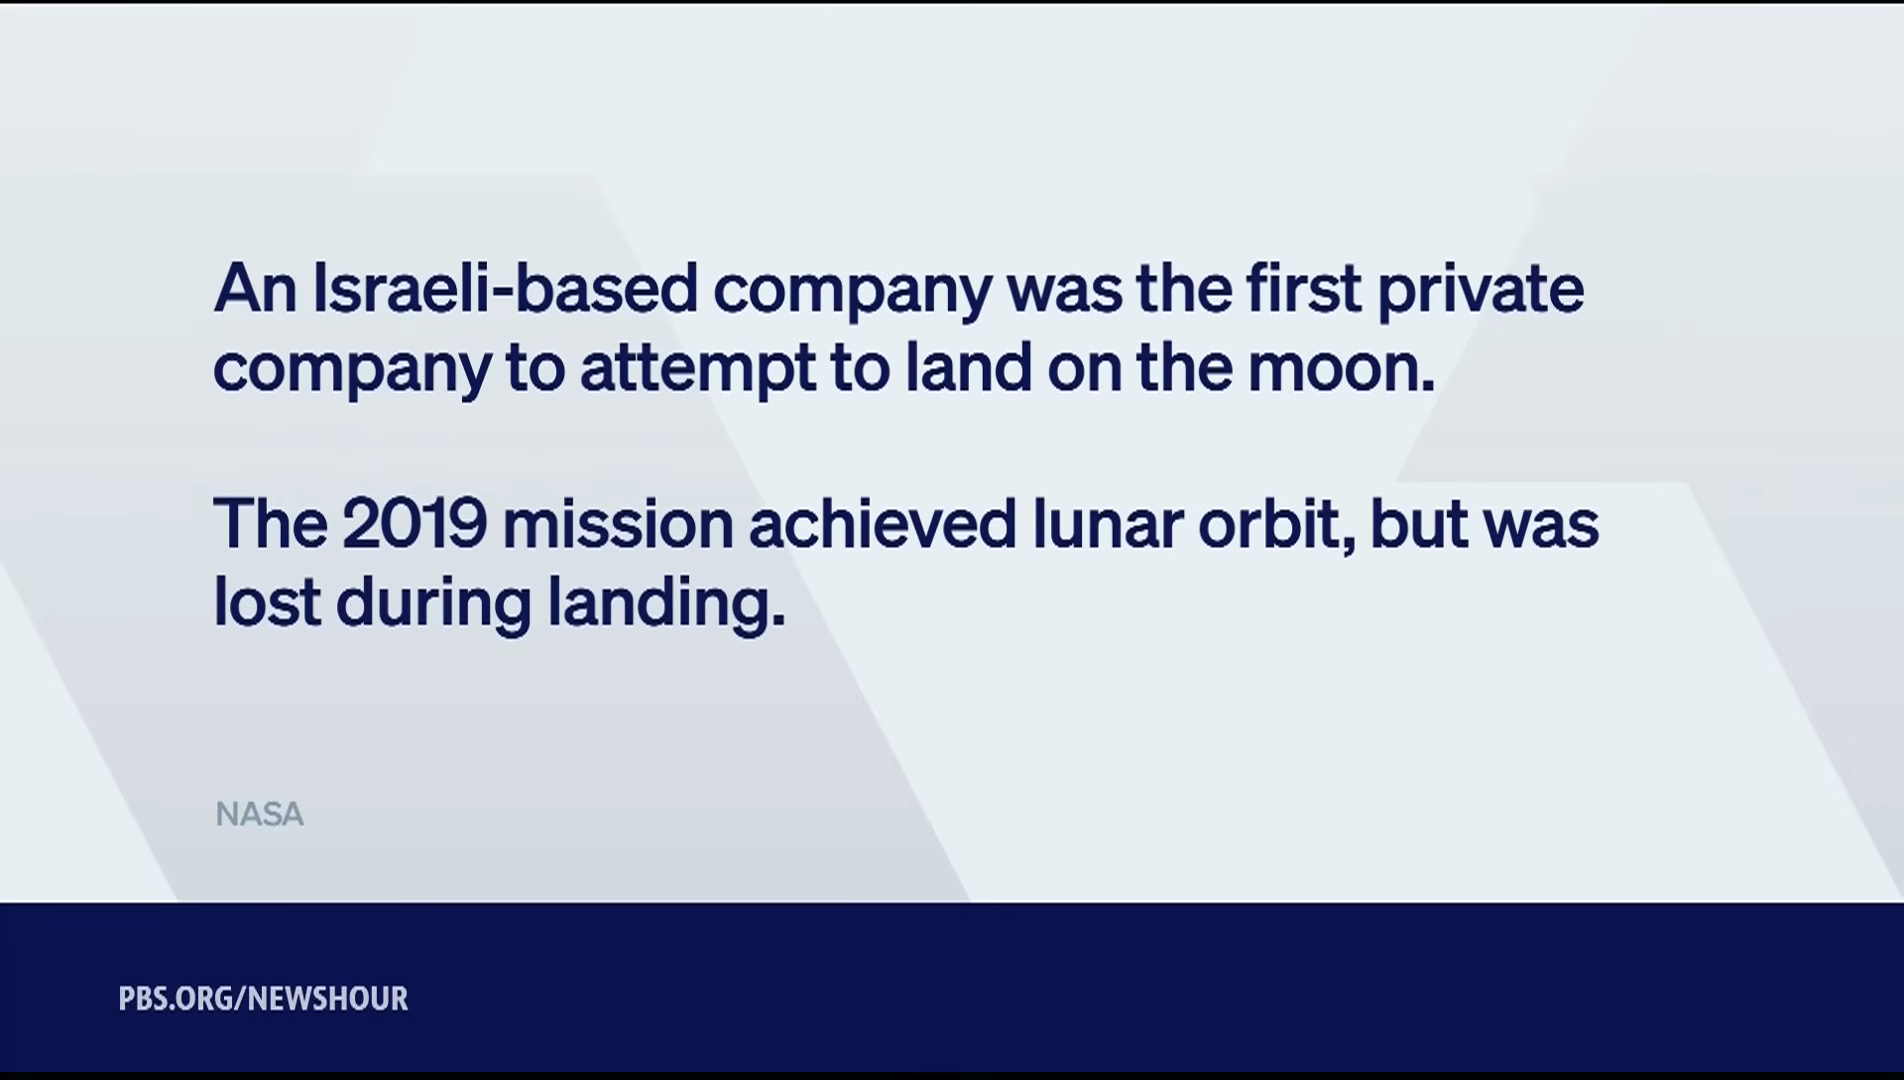 An Israeli-based company was the first private
company to attempt to land on the moon.
The 2019 mission achieved lunar orbit, but was
lost during landing.
NASA
PBS.ORG/NEWSHOUR